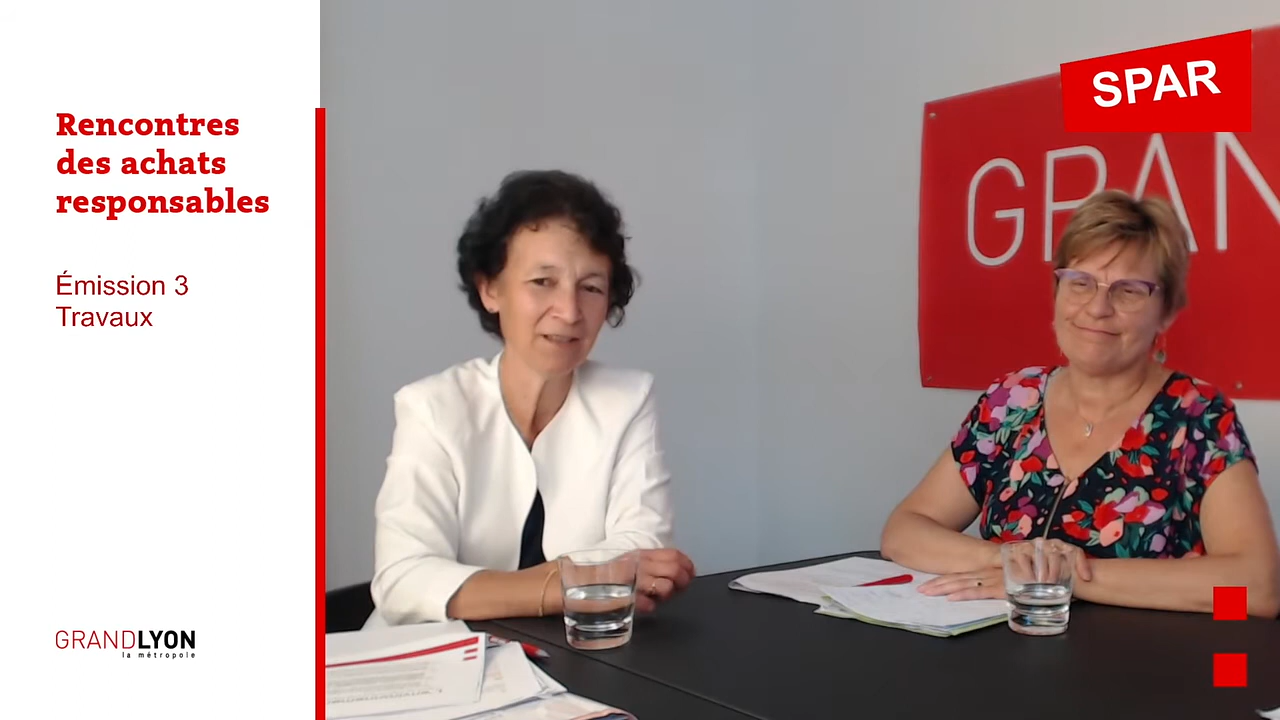 Rencontres
des achats
responsables
Émission 3
Travaux
GRANDLYON
la métropole
SPAR
GRAN